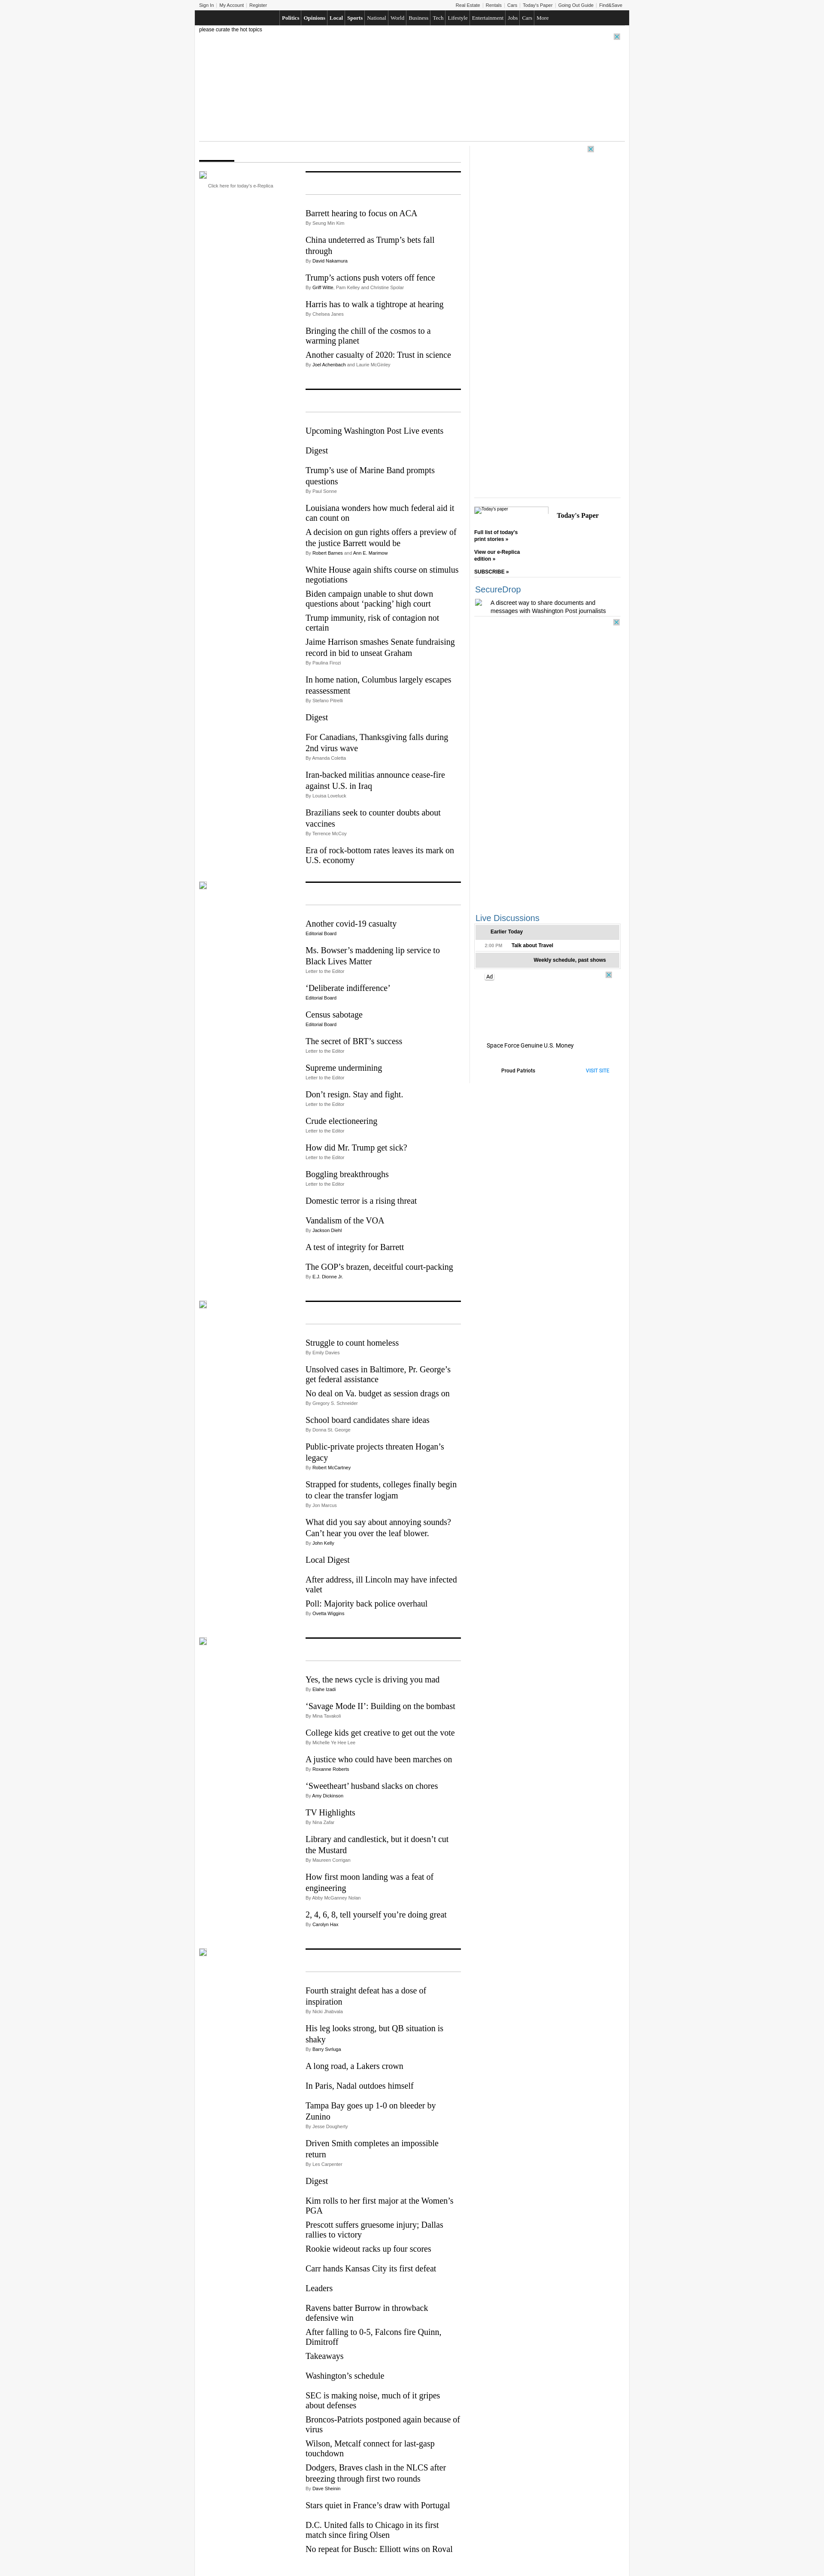 Sign In My Account Register Real Estate Rentals Cars Today's Paper Going Out Guide Find&Save
Politics Opinions Local Sports National World Business Tech Lifestyle Entertainment Jobs Cars More
please curate the hot topics
Click here for today's e-Replica
Barrett hearing to focus on ACA
By Seung Min Kim
China undeterred as Trump’s bets fall
through
By David Nakamura
Trump’s actions push voters off fence
By Griff Witte, Pam Kelley and Christine Spolar
Harris has to walk a tightrope at hearing
By Chelsea Janes
Bringing the chill of the cosmos to a
warming planet
Another casualty of 2020: Trust in science
By Joel Achenbach and Laurie McGinley
Upcoming Washington Post Live events
Digest
Trump’s use of Marine Band prompts
questions
By Paul Sonne
Louisiana wonders how much federal aid it
can count on
A decision on gun rights offers a preview of
the justice Barrett would be
By Robert Barnes and Ann E. Marimow
White House again shifts course on stimulus
negotiations
Biden campaign unable to shut down
questions about ‘packing’ high court
Trump immunity, risk of contagion not
certain
Jaime Harrison smashes Senate fundraising
record in bid to unseat Graham
By Paulina Firozi
In home nation, Columbus largely escapes
reassessment
By Stefano Pitrelli
Digest
For Canadians, Thanksgiving falls during
2nd virus wave
By Amanda Coletta
Iran-backed militias announce cease-fire
against U.S. in Iraq
By Louisa Loveluck
Brazilians seek to counter doubts about
vaccines
By Terrence McCoy
Era of rock-bottom rates leaves its mark on
U.S. economy
Another covid-19 casualty
Editorial Board
Ms. Bowser’s maddening lip service to
Black Lives Matter
Letter to the Editor
‘Deliberate indifference’
Editorial Board
Census sabotage
Editorial Board
The secret of BRT’s success
Letter to the Editor
Supreme undermining
Letter to the Editor
Don’t resign. Stay and fight.
Letter to the Editor
Crude electioneering
Letter to the Editor
How did Mr. Trump get sick?
Letter to the Editor
Boggling breakthroughs
Letter to the Editor
Domestic terror is a rising threat
Vandalism of the VOA
By Jackson Diehl
A test of integrity for Barrett
The GOP’s brazen, deceitful court-packing
By E.J. Dionne Jr.
Struggle to count homeless
By Emily Davies
Unsolved cases in Baltimore, Pr. George’s
get federal assistance
No deal on Va. budget as session drags on
By Gregory S. Schneider
School board candidates share ideas
By Donna St. George
Public-private projects threaten Hogan’s
legacy
By Robert McCartney
Strapped for students, colleges finally begin
to clear the transfer logjam
By Jon Marcus
What did you say about annoying sounds?
Can’t hear you over the leaf blower.
By John Kelly
Local Digest
After address, ill Lincoln may have infected
valet
Poll: Majority back police overhaul
By Ovetta Wiggins
Yes, the news cycle is driving you mad
By Elahe Izadi
‘Savage Mode II’: Building on the bombast
By Mina Tavakoli
College kids get creative to get out the vote
By Michelle Ye Hee Lee
A justice who could have been marches on
By Roxanne Roberts
‘Sweetheart’ husband slacks on chores
By Amy Dickinson
TV Highlights
By Nina Zafar
Library and candlestick, but it doesn’t cut
the Mustard
By Maureen Corrigan
How first moon landing was a feat of
engineering
By Abby McGanney Nolan
2, 4, 6, 8, tell yourself you’re doing great
By Carolyn Hax
Fourth straight defeat has a dose of
inspiration
By Nicki Jhabvala
His leg looks strong, but QB situation is
shaky
By Barry Svrluga
A long road, a Lakers crown
In Paris, Nadal outdoes himself
Tampa Bay goes up 1-0 on bleeder by
Zunino
By Jesse Dougherty
Driven Smith completes an impossible
return
By Les Carpenter
Digest
Kim rolls to her first major at the Women’s
PGA
Prescott suffers gruesome injury; Dallas
rallies to victory
Rookie wideout racks up four scores
Carr hands Kansas City its first defeat
Leaders
Ravens batter Burrow in throwback
defensive win
After falling to 0-5, Falcons fire Quinn,
Dimitroff
Takeaways
Washington’s schedule
SEC is making noise, much of it gripes
about defenses
Broncos-Patriots postponed again because of
virus
Wilson, Metcalf connect for last-gasp
touchdown
Dodgers, Braves clash in the NLCS after
breezing through first two rounds
By Dave Sheinin
Stars quiet in France’s draw with Portugal
D.C. United falls to Chicago in its first
match since firing Olsen
No repeat for Busch: Elliott wins on Roval
Today's paper
Today's Paper
Full list of today's
print stories »
View our e-Replica
edition »
SUBSCRIBE »
SecureDrop
A discreet way to share documents and
messages with Washington Post journalists
Live Discussions
Earlier Today
2:00 PM Talk about Travel
Weekly schedule, past shows
Ad
Space Force Genuine U.S. Money
Proud Patriots VISIT SITE